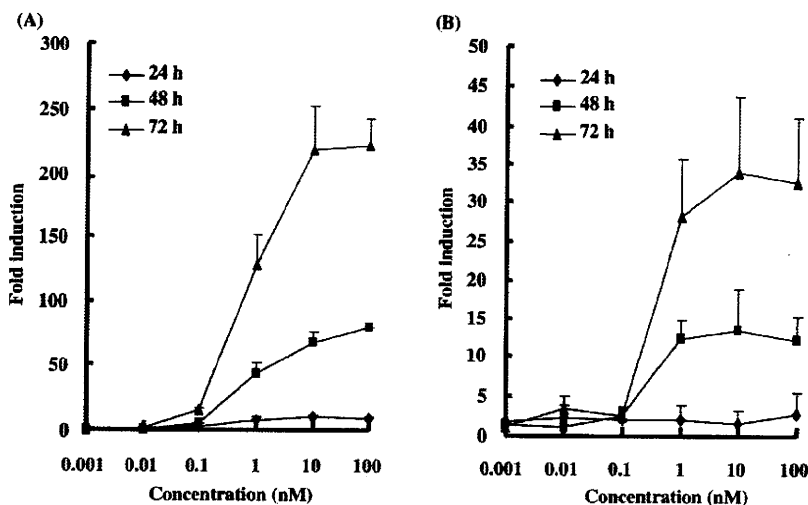 (A)
300
250
200
150
100
50
0
Fold induction
24 h
48 h
72 h
0.001 0.01 0.1 1 10 100
Concentration (nM)
(B)
50
45
40
35
30
25
20
15
10
5
0
Fold induction
24 h
48 h
72 h
0.001 0.01 0.1 1 10 100
Concentration (nM)